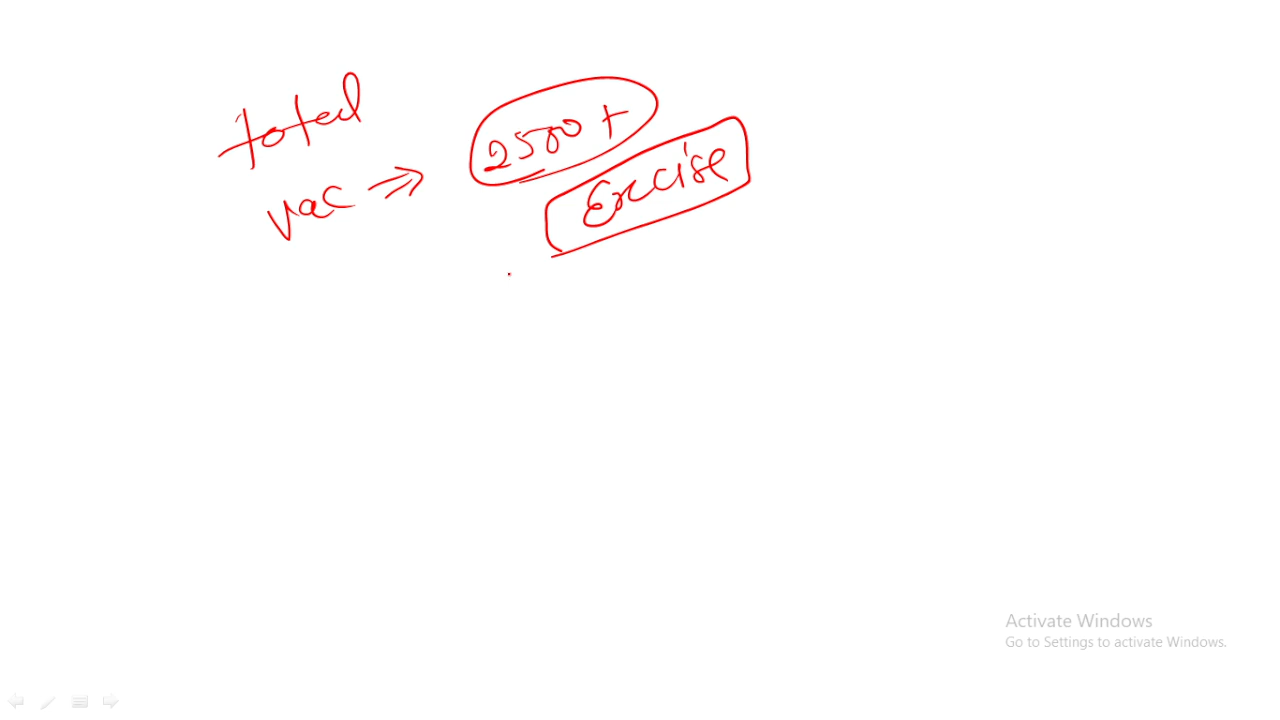 total
vac ⇒ 2500+
Excise
Activate Windows
Go to Settings to activate Windows.